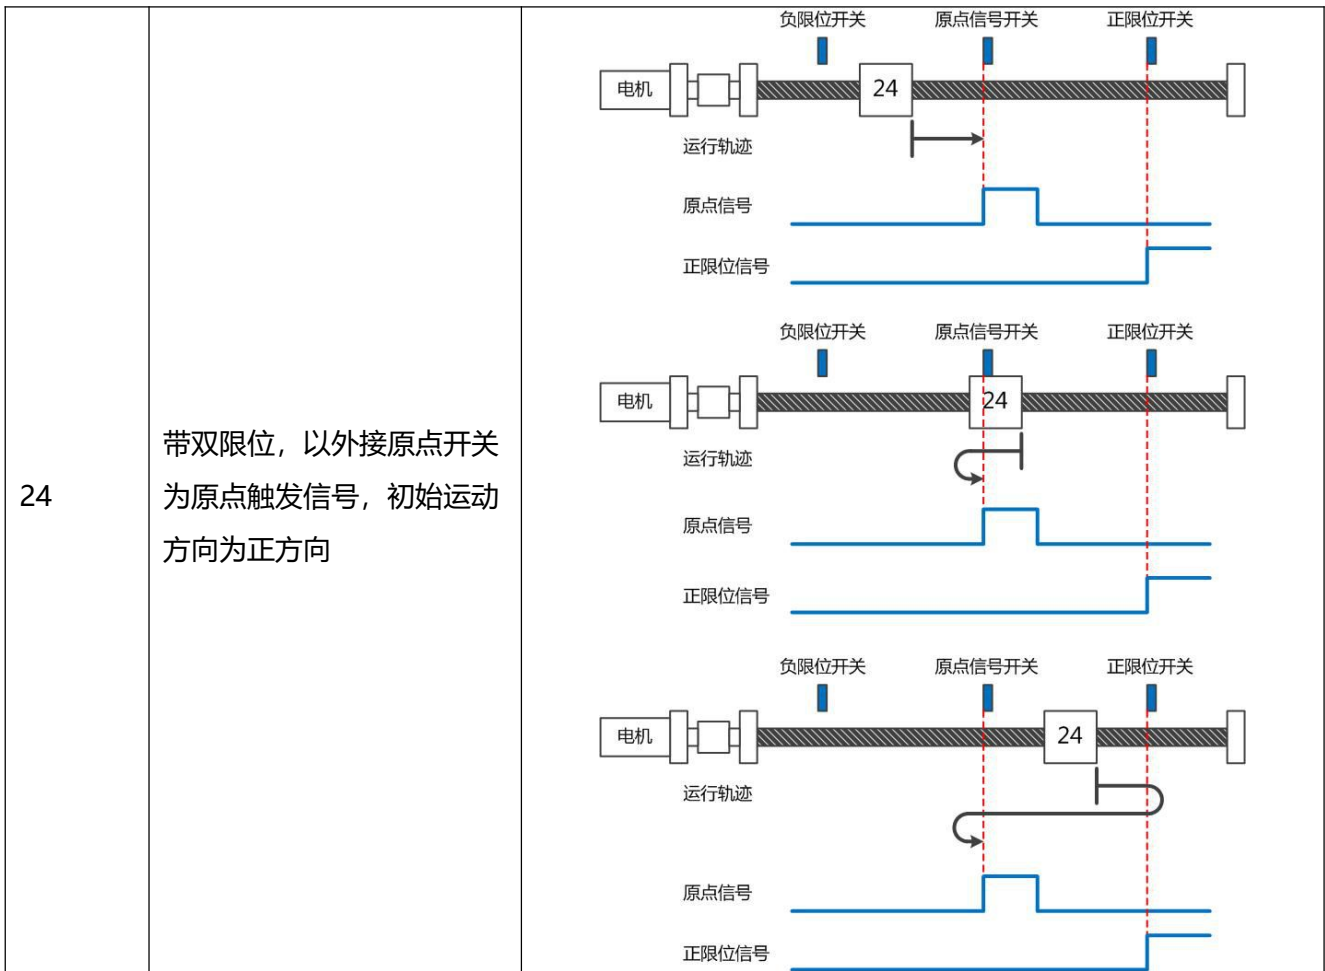 24
带双限位，以外接原点开关
为原点触发信号，初始运动
方向为正方向
负限位开关 原点信号开关 正限位开关
电机 24
运行轨迹
原点信号
正限位信号
负限位开关 原点信号开关 正限位开关
电机 24
运行轨迹
原点信号
正限位信号
负限位开关 原点信号开关 正限位开关
电机 24
运行轨迹
原点信号
正限位信号